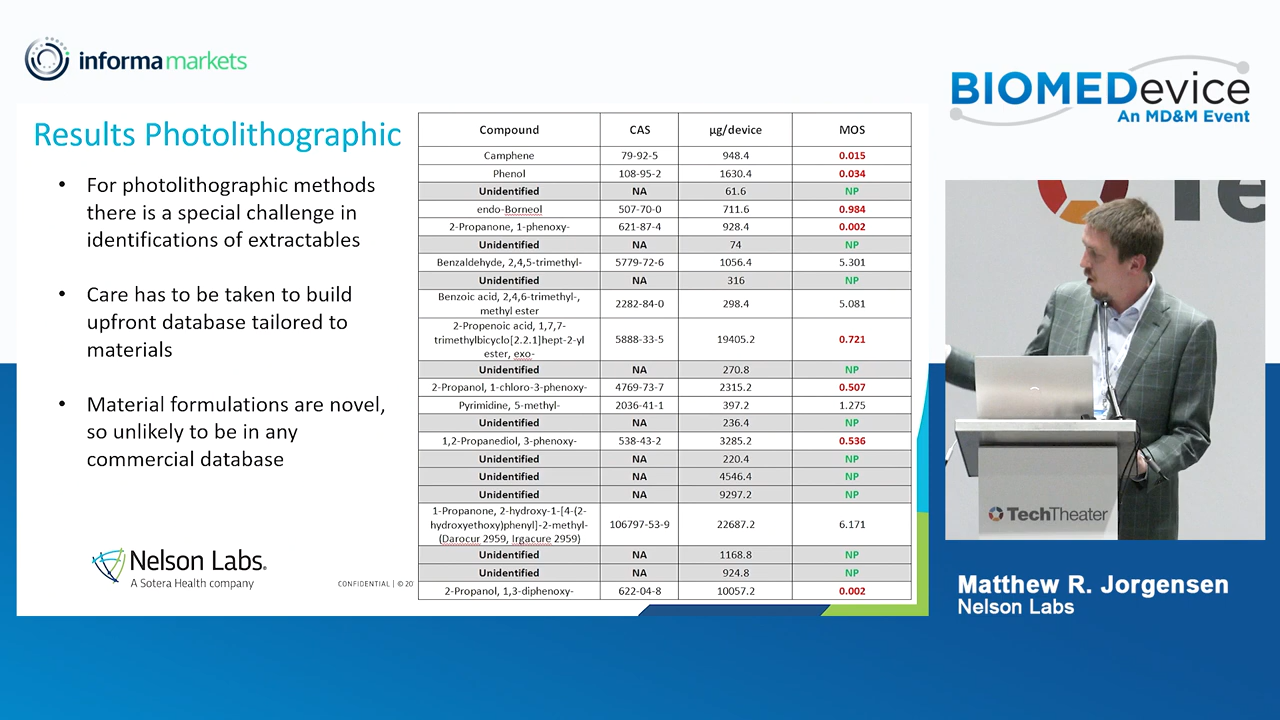 informa markets
BIOMEDevice
An MD&M Event
Results Photolithographic
• For photolithographic methods
there is a special challenge in
identifications of extractables
• Care has to be taken to build
upfront database tailored to
materials
• Material formulations are novel,
so unlikely to be in any
commercial database
Nelson Labs®
A Sotera Health company
CONFIDENTIAL | © 20
Compound CAS µg/device MOS
Camphene 79-92-5 948.4 0.015
Phenol 108-95-2 1630.4 0.034
Unidentified NA 61.6 NP
endo-Borneol 507-70-0 711.6 0.984
2-Propanone, 1-phenoxy- 621-87-4 928.4 0.002
Unidentified NA 74 NP
Benzaldehyde, 2,4,5-trimethyl- 5779-72-6 1056.4 5.301
Unidentified NA 316 NP
Benzoic acid, 2,4,6-trimethyl-,
methyl ester 2282-84-0 298.4 5.081
2-Propenoic acid, 1,7,7-
trimethylbicyclo[2.2.1]hept-2-yl
ester, exo- 5888-33-5 19405.2 0.721
Unidentified NA 270.8 NP
2-Propanol, 1-chloro-3-phenoxy- 4769-73-7 2315.2 0.507
Pyrimidine, 5-methyl- 2036-41-1 397.2 1.275
Unidentified NA 236.4 NP
1,2-Propanediol, 3-phenoxy- 538-43-2 3285.2 0.536
Unidentified NA 220.4 NP
Unidentified NA 4546.4 NP
Unidentified NA 9297.2 NP
1-Propanone, 2-hydroxy-1-[4-(2-
hydroxyethoxy)phenyl]-2-methyl-
(Darocur 2959, Irgacure 2959) 106797-53-9 22687.2 6.171
Unidentified NA 1168.8 NP
Unidentified NA 924.8 NP
2-Propanol, 1,3-diphenoxy- 622-04-8 10057.2 0.002
TechTheater
Matthew R. Jorgensen
Nelson Labs